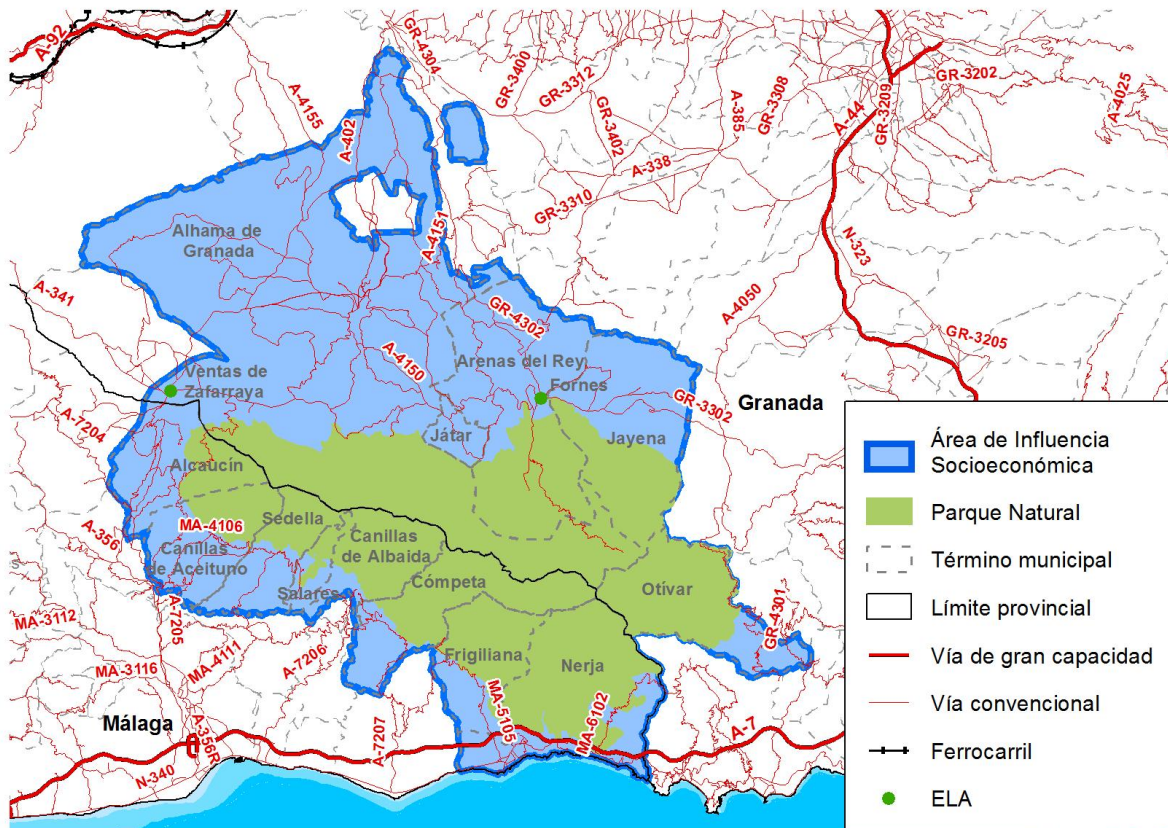 A-92
GR-4304
GR-3400
GR-3312
GR-3402
A-385
GR-3308
GR-3209
GR-3202
A-4025
A-44
A-4155
A-402
A-338
GR-3310
A-4151
Alhama de
Granada
N-323
A-341
GR-4302
A-4050
GR-3205
A-4150
Arenas del Rey
Ventas de
Zafarraya
Fornes
GR-3302
Granada
A-7204
Játar
Jayena
Alcaucín
MA-4106
Sedella
A-356
Canillas
de Aceituno
Canillas
de Albaida
Cómpeta
Salares
Otívar
MA-3112
A-7205
MA-4111
A-7206
MA-3116
GR-4301
Frigiliana
Nerja
Málaga
A-356R
N-340
A-7207
MA-5105
MA-6102
A-7
Área de Influencia
Socioeconómica
Parque Natural
Término municipal
Límite provincial
Vía de gran capacidad
Vía convencional
Ferrocarril
ELA